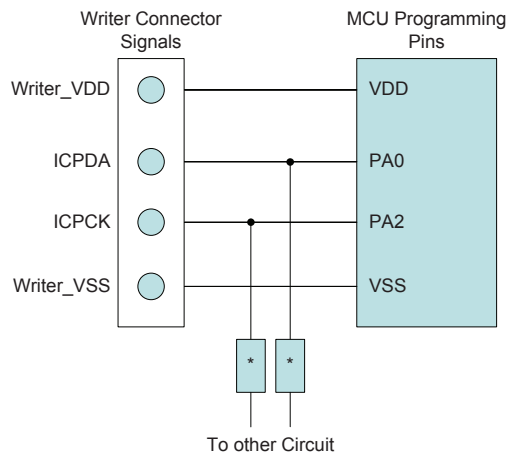 Writer Connector
Signals
MCU Programming
Pins
Writer_VDD
VDD
ICPDA
PA0
ICPCK
PA2
Writer_VSS
VSS
*
*
To other Circuit